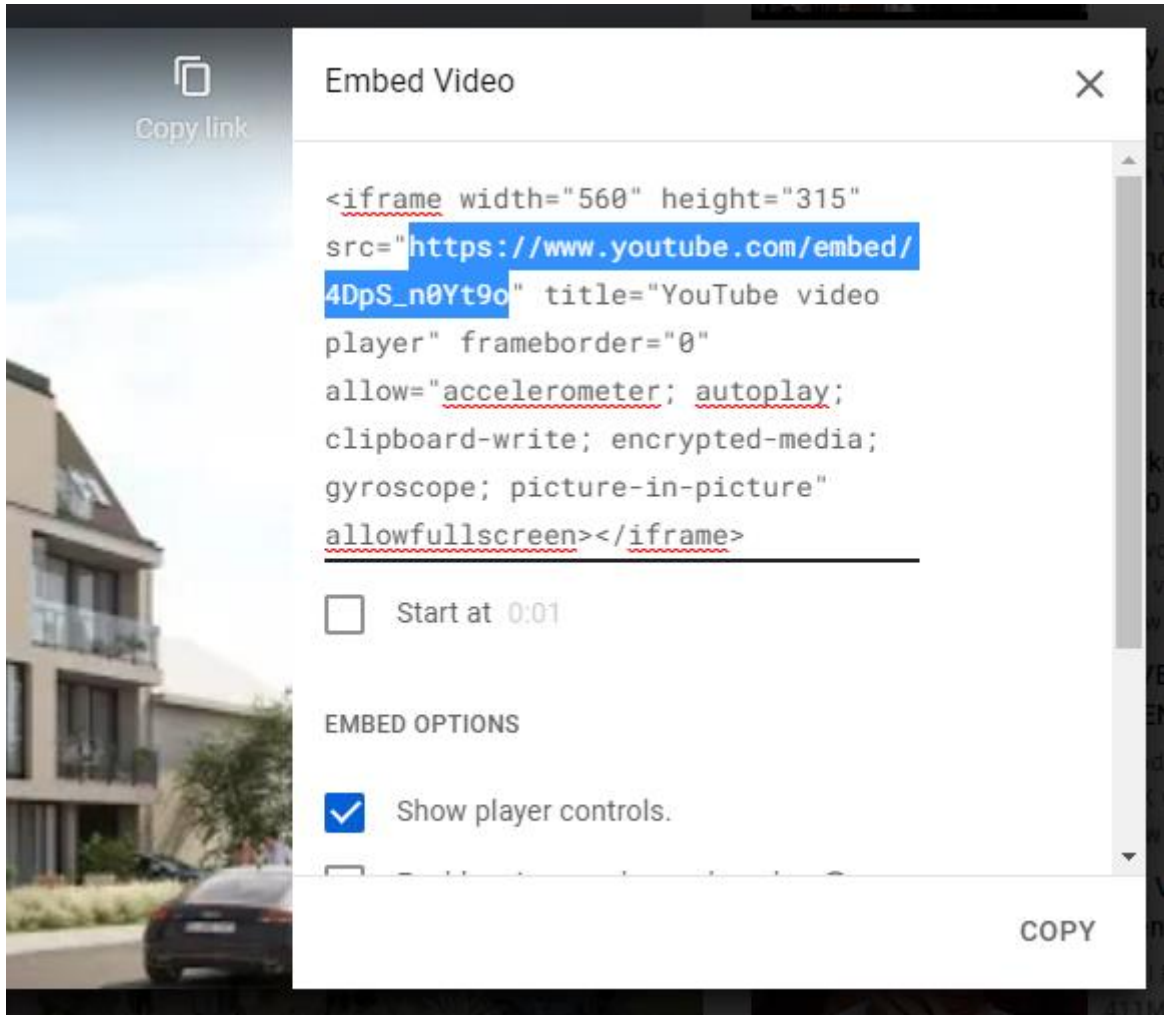 Copy link
Embed Video
<iframe width="560" height="315"
src="https://www.youtube.com/embed/
4DpS_n0Yt9o" title="YouTube video
player" frameborder="0"
allow="accelerometer; autoplay;
clipboard-write; encrypted-media;
gyroscope; picture-in-picture"
allowfullscreen></iframe>
Start at 0:01
EMBED OPTIONS
Show player controls.
COPY